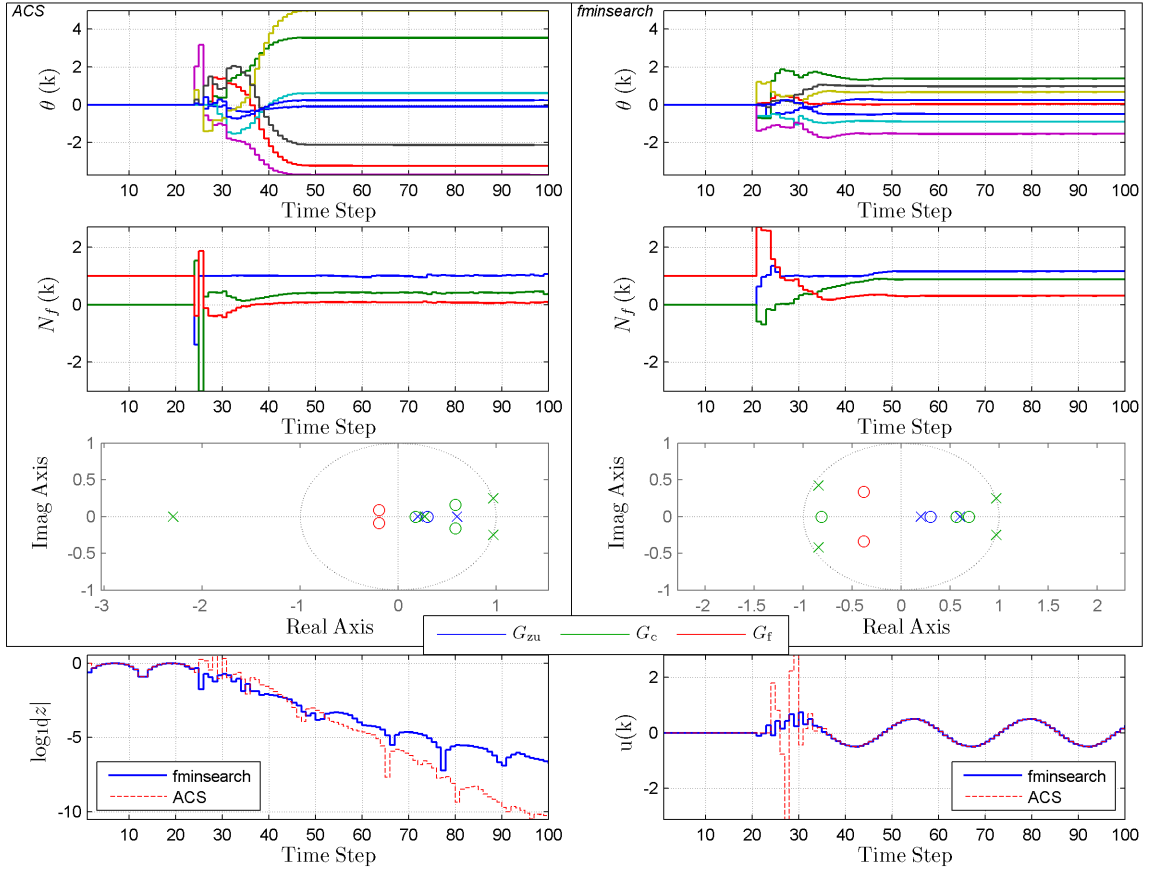 ACS
4
2
0
-2
θ (k)
10 20 30 40 50 60 70 80 90 100
Time Step
fminsearch
4
2
0
-2
θ (k)
10 20 30 40 50 60 70 80 90 100
Time Step
2
0
-2
N_f (k)
10 20 30 40 50 60 70 80 90 100
Time Step
2
0
-2
N_f (k)
10 20 30 40 50 60 70 80 90 100
Time Step
1
0.5
0
-0.5
-1
Imag Axis
-3 -2 -1 0 1
Real Axis
1
0.5
0
-0.5
-1
Imag Axis
-2 -1.5 -1 -0.5 0 0.5 1 1.5 2
Real Axis
G_zu G_c G_f
0
-5
-10
log10|z|
fminsearch
ACS
10 20 30 40 50 60 70 80 90 100
Time Step
2
0
-2
u(k)
fminsearch
ACS
10 20 30 40 50 60 70 80 90 100
Time Step